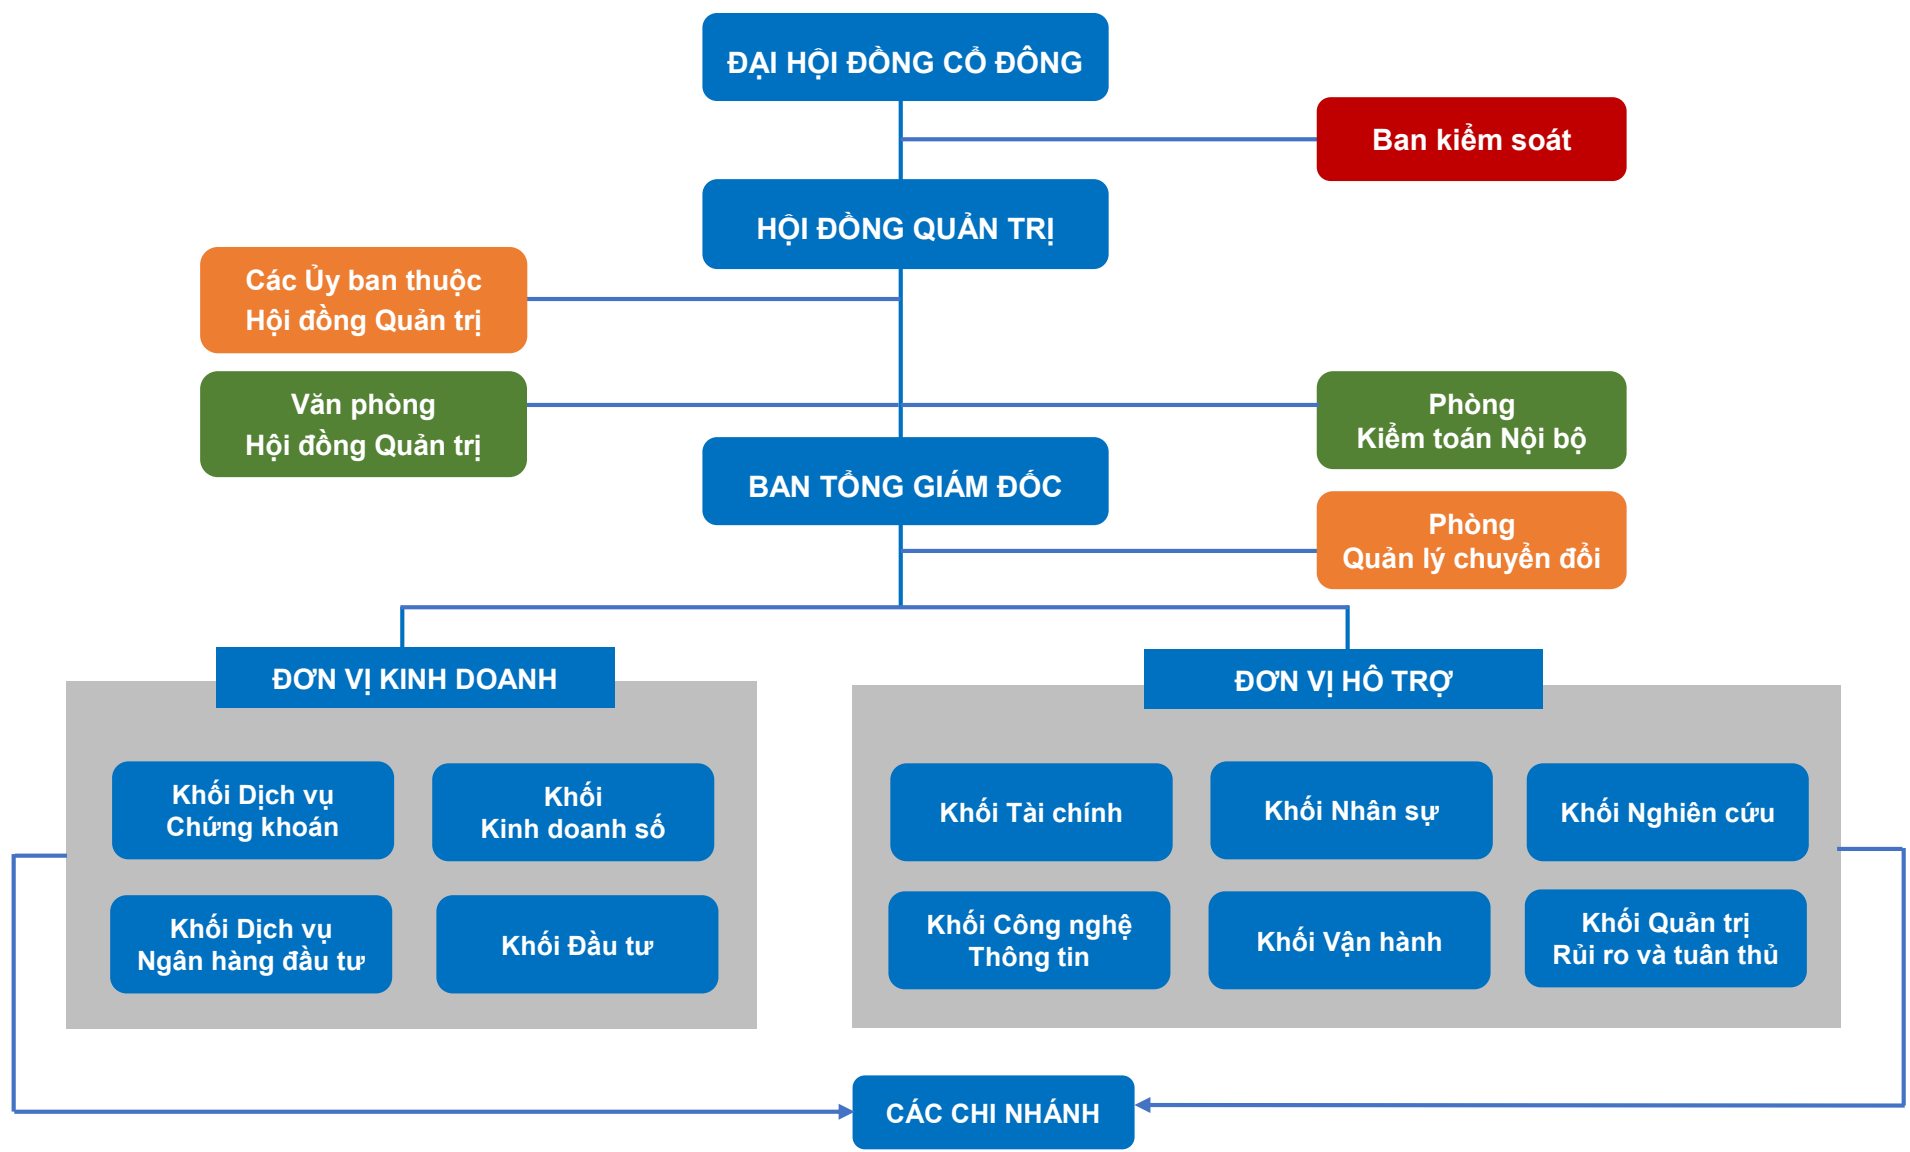 ĐẠI HỘI ĐỒNG CỔ ĐÔNG
Ban kiểm soát
HỘI ĐỒNG QUẢN TRỊ
Các Ủy ban thuộc
Hội đồng Quản trị
Văn phòng
Hội đồng Quản trị
Phòng
Kiểm toán Nội bộ
BAN TỔNG GIÁM ĐỐC
Phòng
Quản lý chuyển đổi
ĐƠN VỊ KINH DOANH
ĐƠN VỊ HÔ TRỢ
Khối Dịch vụ
Chứng khoán
Khối
Kinh doanh số
Khối Tài chính
Khối Nhân sự
Khối Nghiên cứu
Khối Dịch vụ
Ngân hàng đầu tư
Khối Đầu tư
Khối Công nghệ
Thông tin
Khối Vận hành
Khối Quản trị
Rủi ro và tuân thủ
CÁC CHI NHÁNH